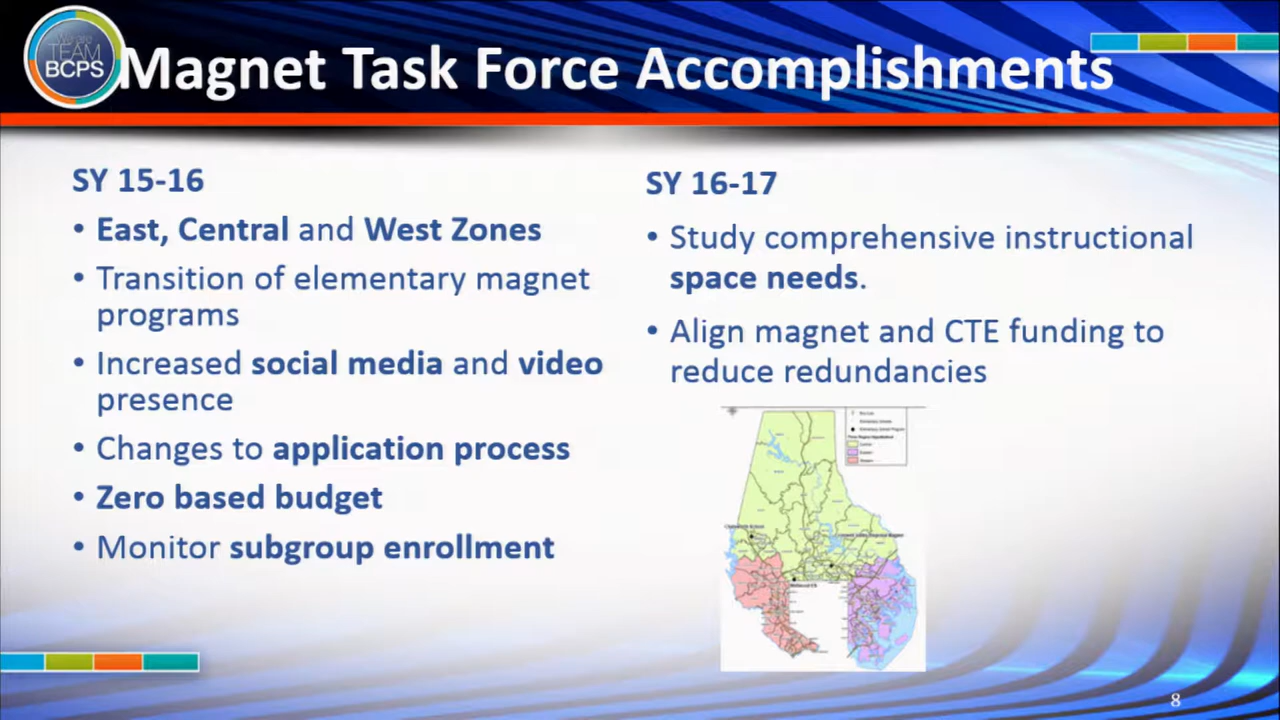 We are
TEAM
BCPS
Magnet Task Force Accomplishments
SY 15-16
• East, Central and West Zones
• Transition of elementary magnet
programs
• Increased social media and video
presence
• Changes to application process
• Zero based budget
• Monitor subgroup enrollment
SY 16-17
• Study comprehensive instructional
space needs.
• Align magnet and CTE funding to
reduce redundancies
8